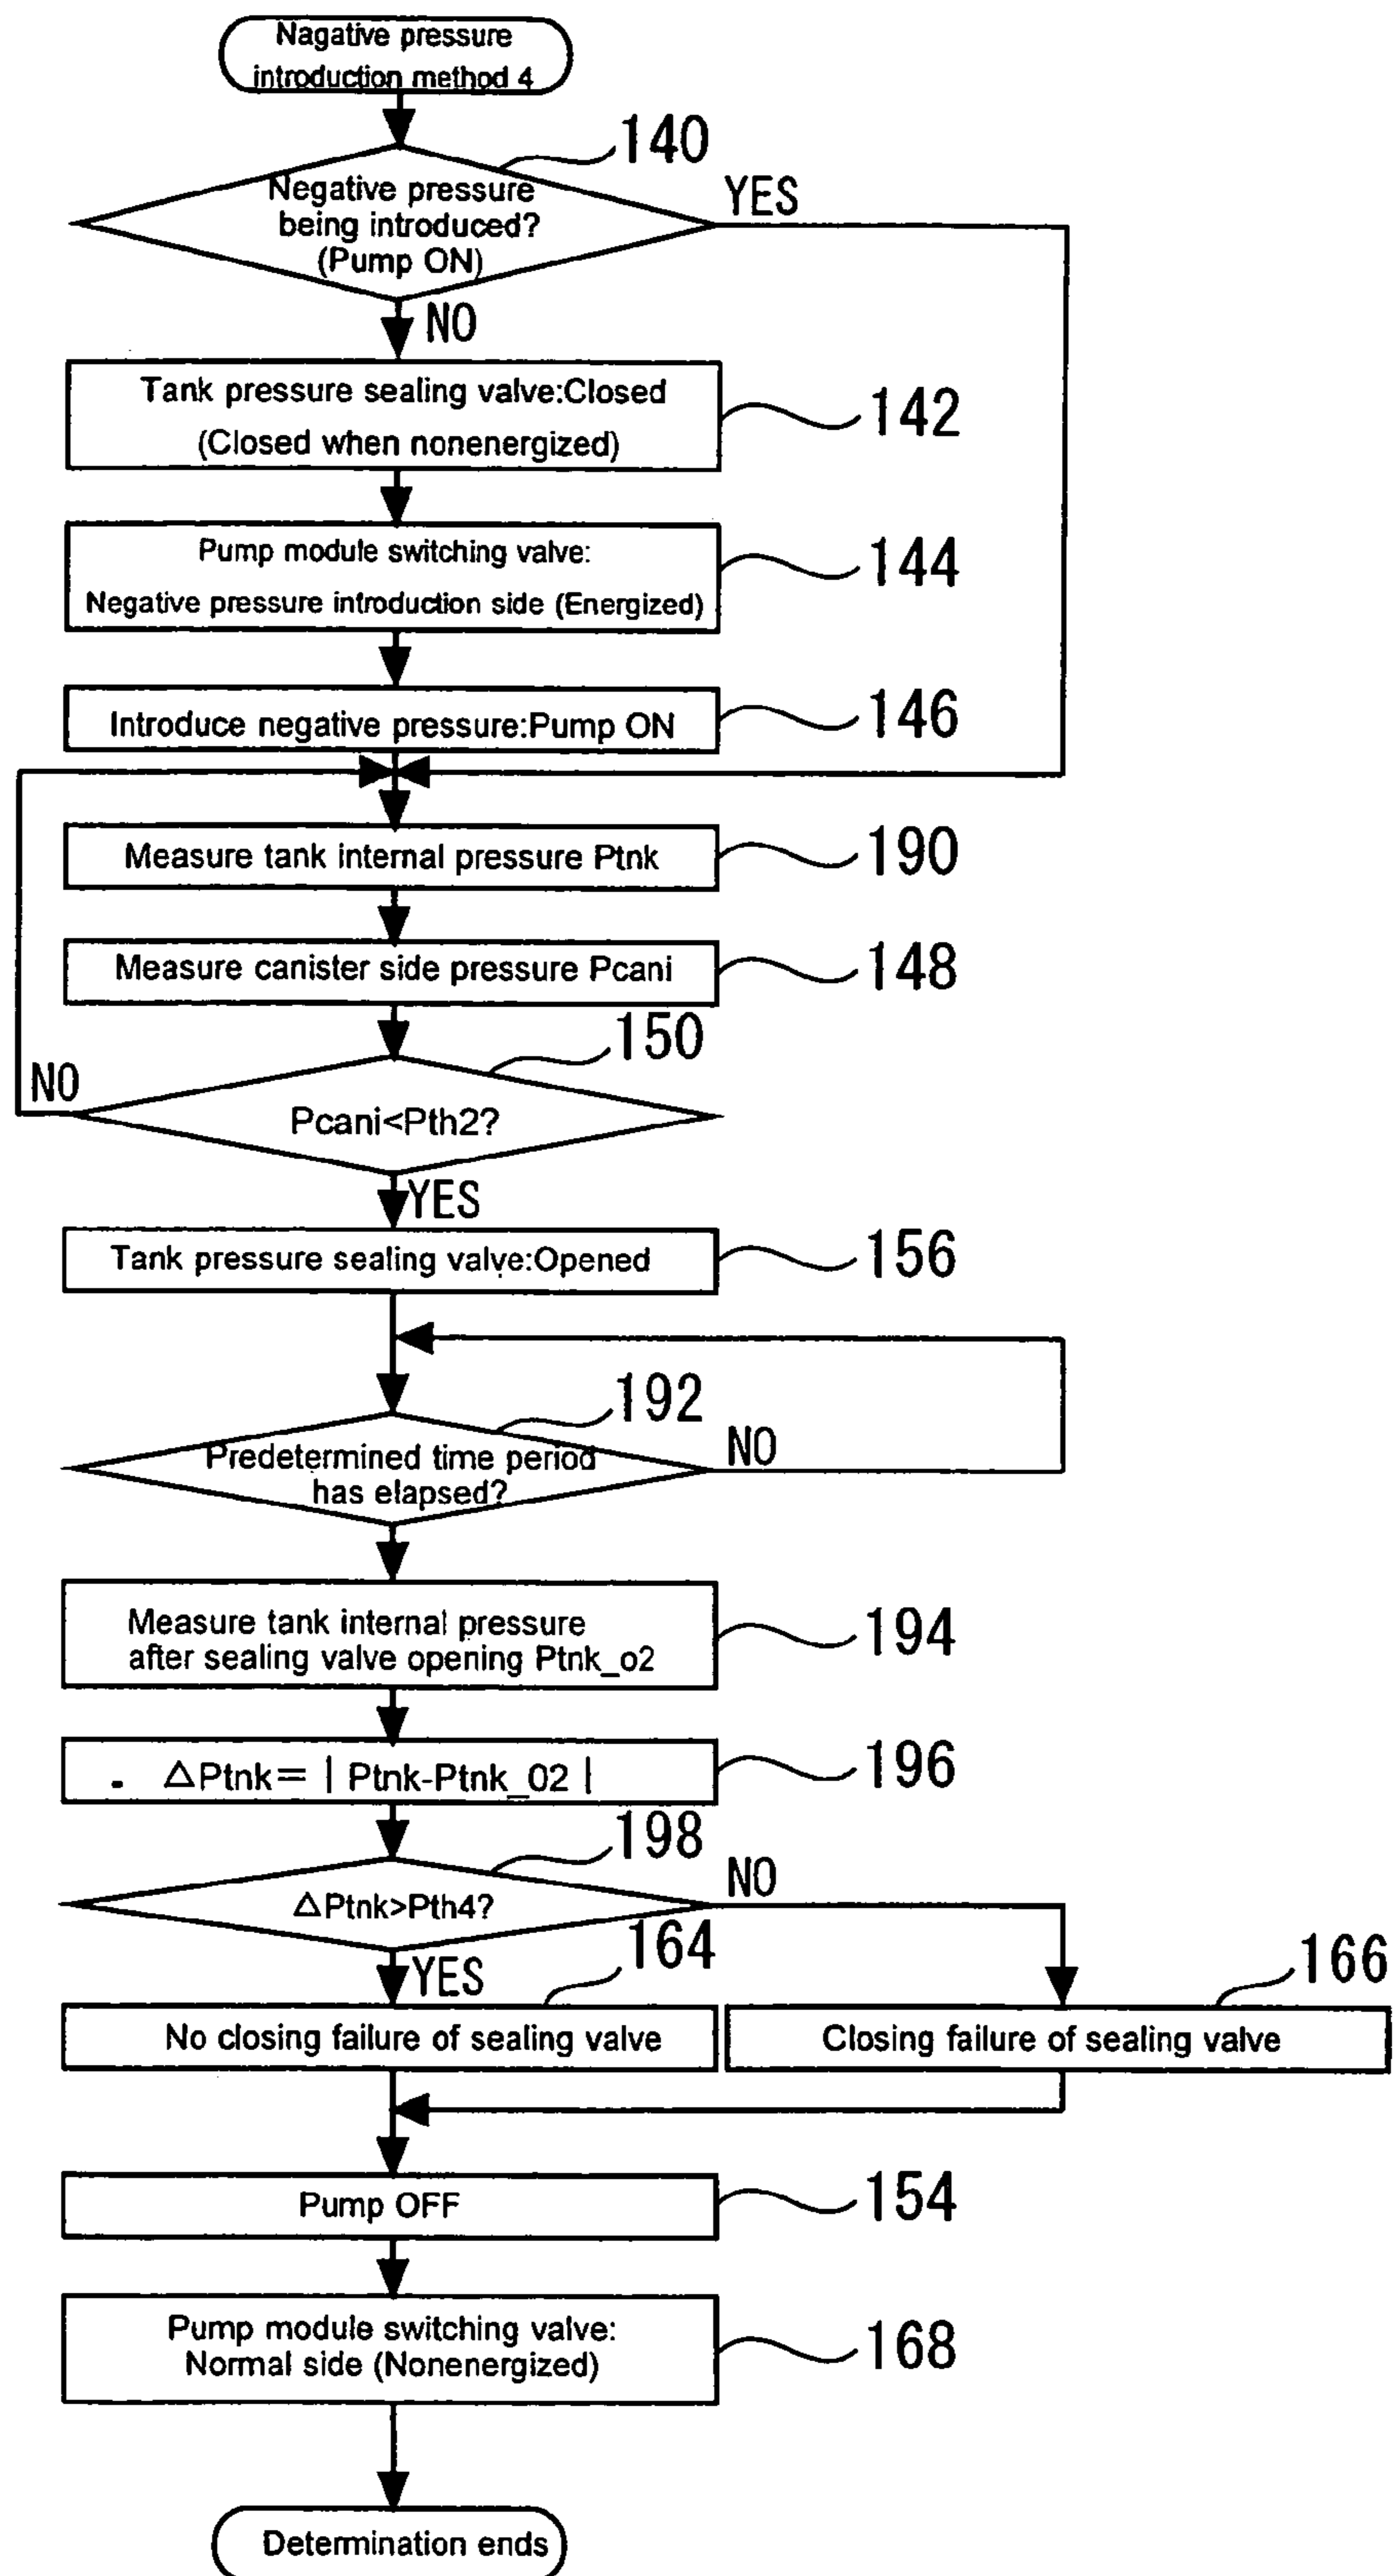 Nagative pressure
introduction method 4
140
Negative pressure
being introduced?
(Pump ON)
YES
NO
Tank pressure sealing valve:Closed
(Closed when nonenergized)
142
Pump module switching valve:
Negative pressure introduction side (Energized)
144
Introduce negative pressure:Pump ON
146
Measure tank internal pressure Ptnk
190
Measure canister side pressure Pcani
148
150
NO
Pcani<Pth2?
YES
Tank pressure sealing valve:Opened
156
192
Predetermined time period
has elapsed?
NO
Measure tank internal pressure
after sealing valve opening Ptnk_o2
194
△Ptnk=｜Ptnk-Ptnk_02｜
196
198
△Ptnk>Pth4?
NO
YES
164
166
No closing failure of sealing valve
Closing failure of sealing valve
Pump OFF
154
Pump module switching valve:
Normal side (Nonenergized)
168
Determination ends